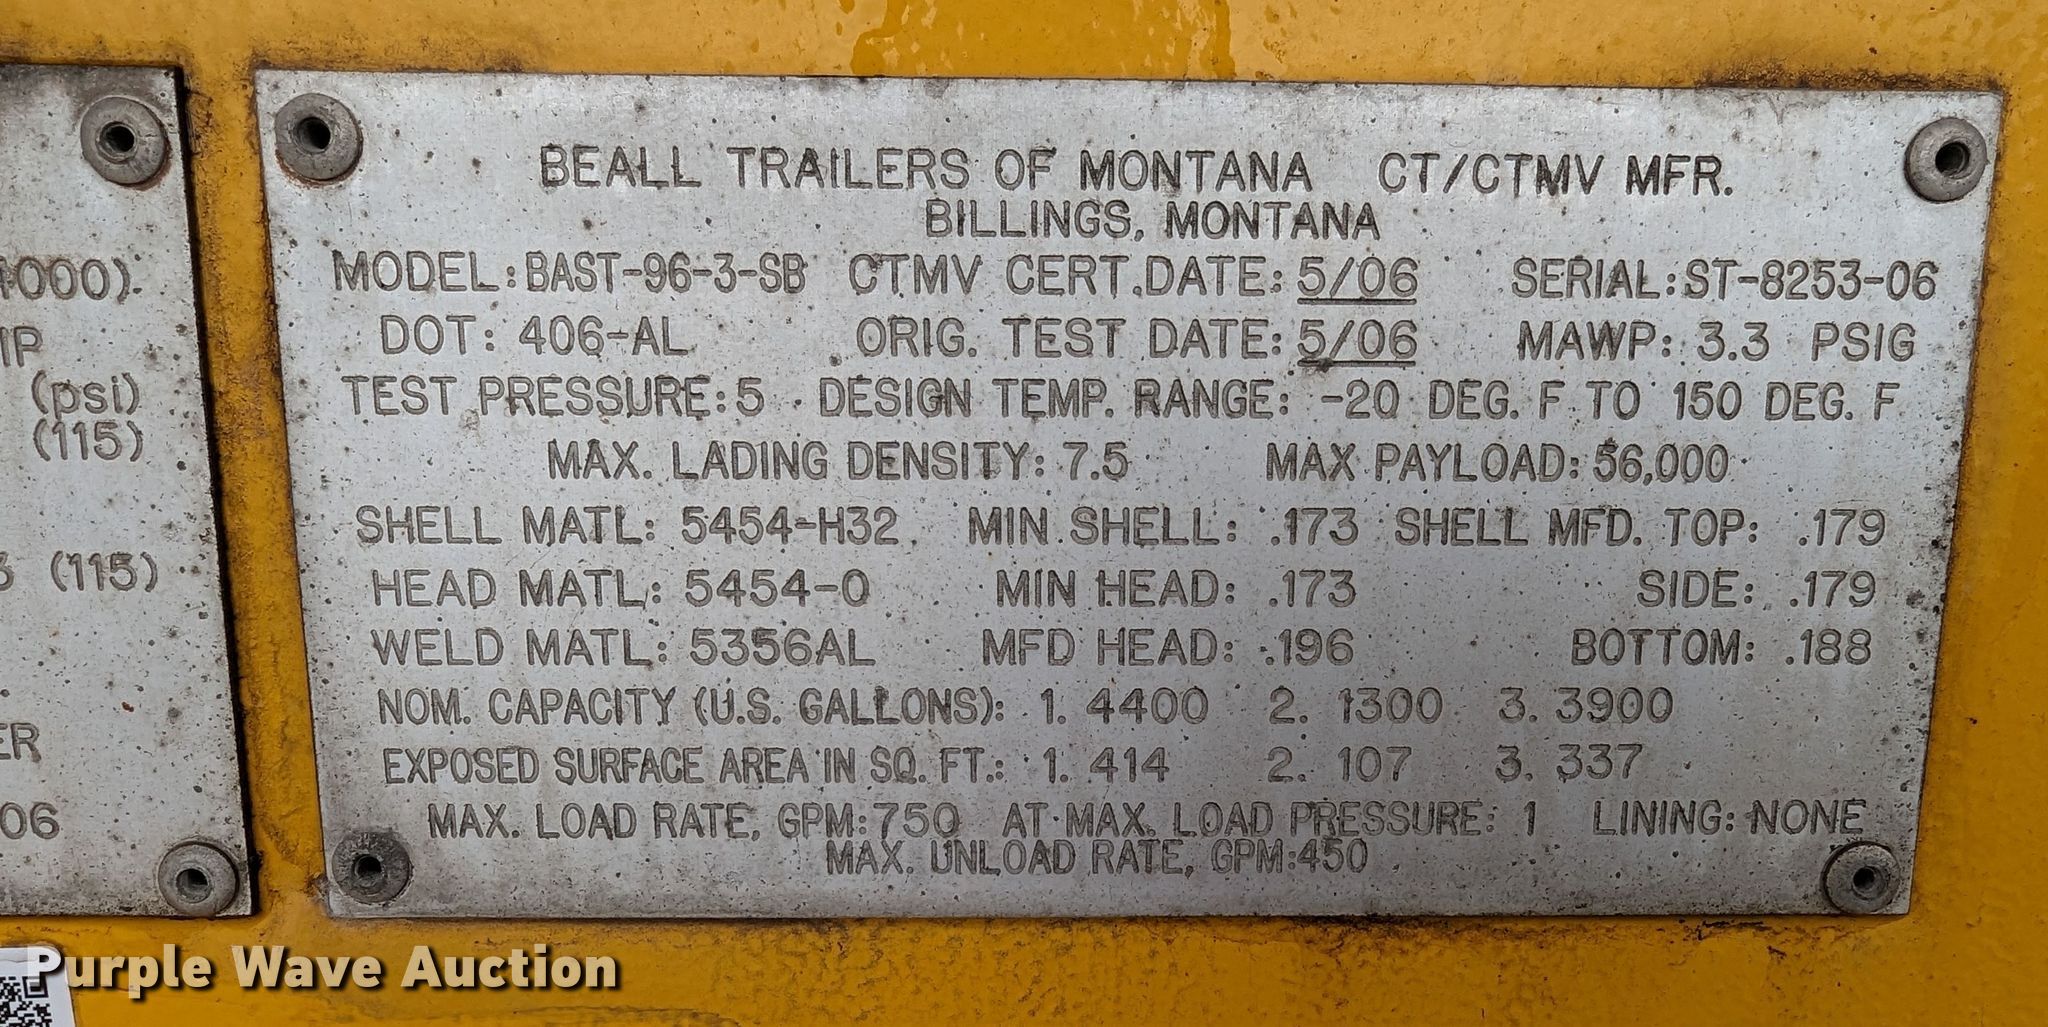 1000).
IP
(psi)
(115)
(115)
ER
06
BEALL TRAILERS OF MONTANA CT/CTMV MFR.
BILLINGS, MONTANA
MODEL: BAST-96-3-SB CTMV CERT.DATE: 5/06 SERIAL: ST-8253-06
DOT: 406-AL ORIG. TEST DATE: 5/06 MAWP: 3.3 PSIG
TEST PRESSURE: 5 DESIGN TEMP. RANGE: -20 DEG. F TO 150 DEG. F
MAX. LADING DENSITY: 7.5 MAX PAYLOAD: 56,000
SHELL MATL: 5454-H32 MIN SHELL: .173 SHELL MFD. TOP: .179
HEAD MATL: 5454-0 MIN HEAD: .173 SIDE: .179
WELD MATL: 5356AL MFD HEAD: .196 BOTTOM: .188
NOM. CAPACITY (U.S. GALLONS): 1. 4400 2. 1300 3. 3900
EXPOSED SURFACE AREA IN SQ. FT.: 1. 414 2. 107 3. 337
MAX. LOAD RATE, GPM: 750 AT MAX. LOAD PRESSURE: 1 LINING: NONE
MAX. UNLOAD RATE, GPM: 450
Purple Wave Auction